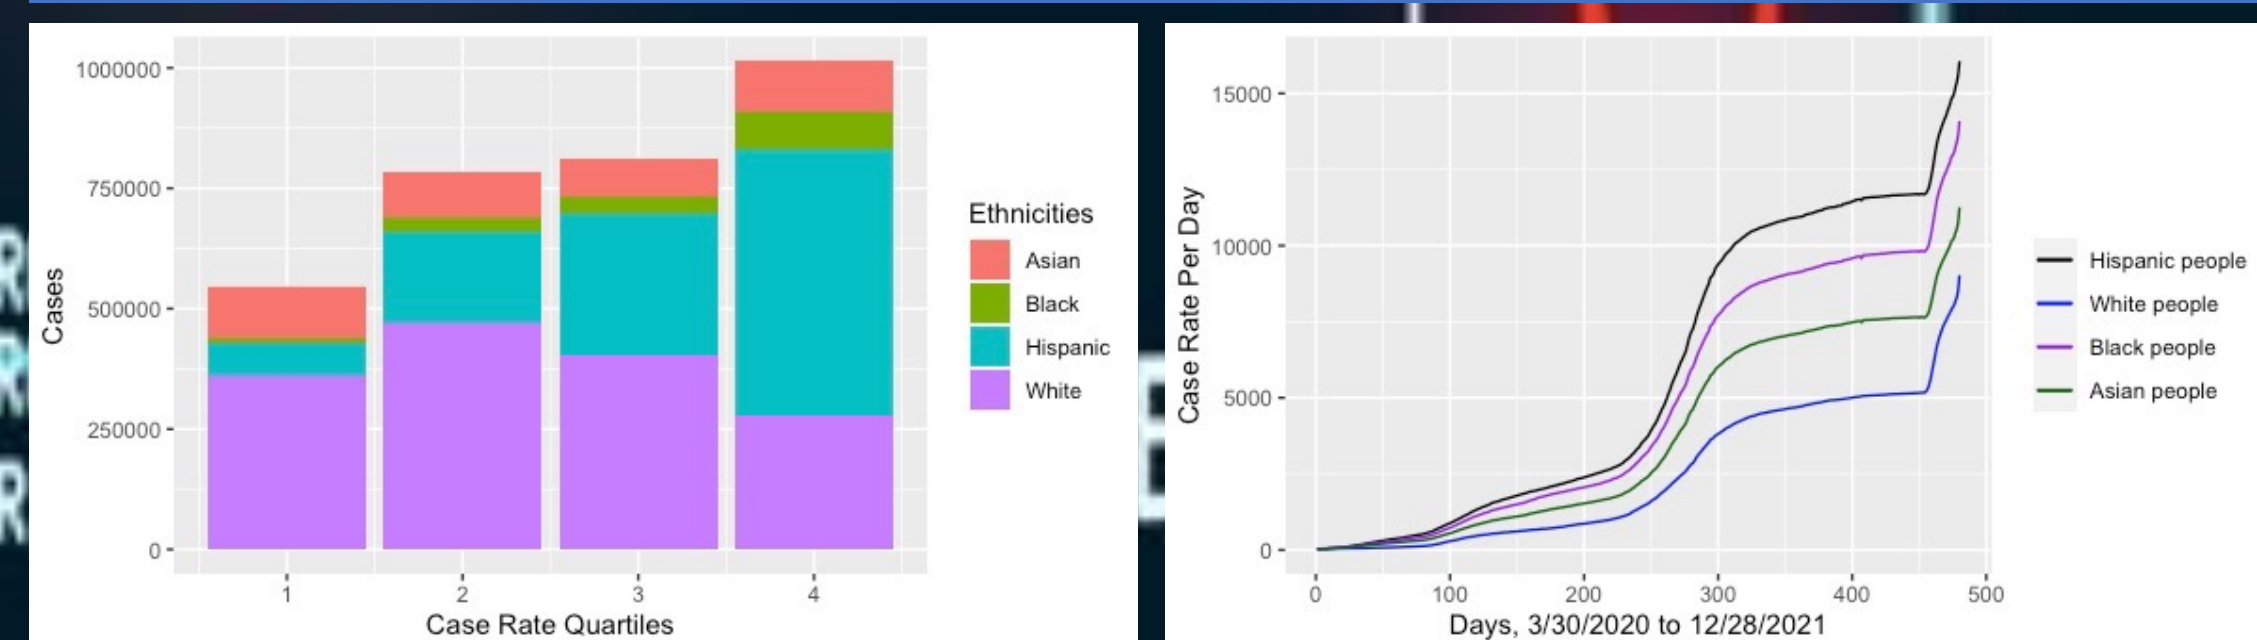 1000000
750000
500000
250000
0
Cases
1
2
3
4
Case Rate Quartiles
Ethnicities
Asian
Black
Hispanic
White
15000
10000
5000
0
Case Rate Per Day
0
100
200
300
400
500
Days, 3/30/2020 to 12/28/2021
Hispanic people
White people
Black people
Asian people